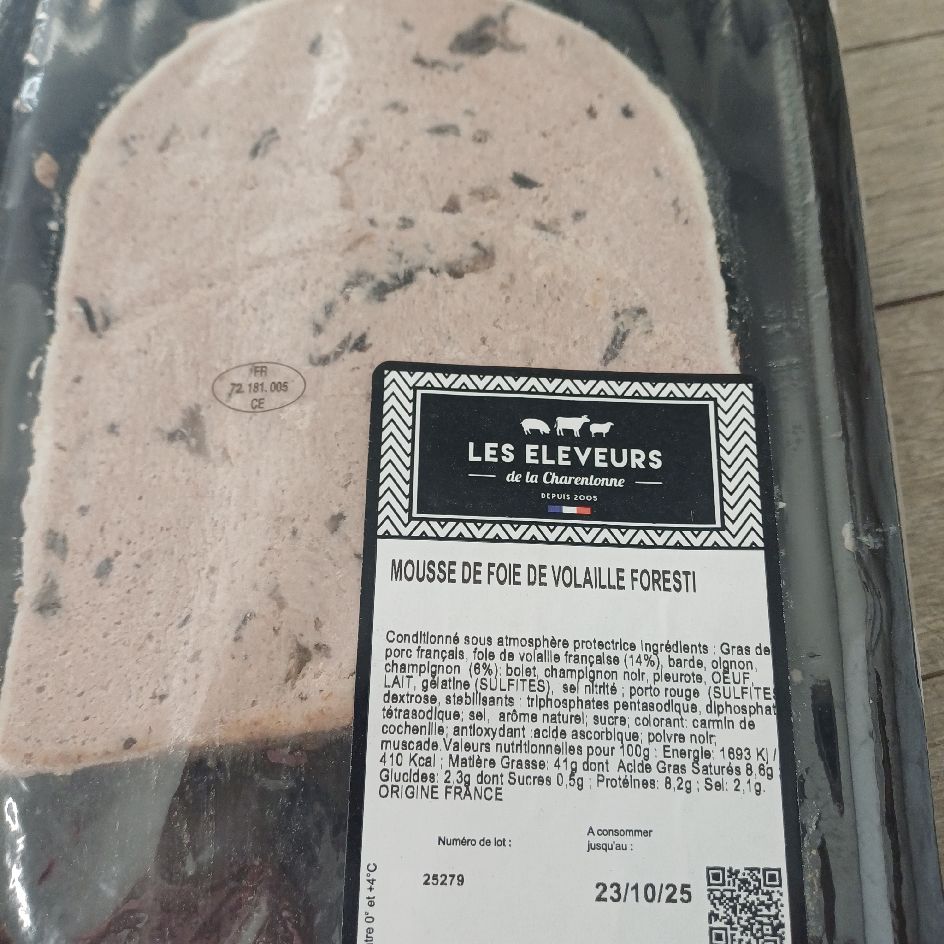 FR
72.181.005
CE
LES ELEVEURS
de la Charentonne
DEPUIS 2005
MOUSSE DE FOIE DE VOLAILLE FORESTI
Conditionné sous atmosphère protectrice Ingrédients : Gras de
porc français, foie de volaille française (14%), barde, oignon,
champignon (6%): bolet, champignon noir, pleurote, OEUF,
LAIT, gélatine (SULFITES), sel nitrité ; porto rouge (SULFITES
dextrose, stabilisants : triphosphates pentasodique, diphosphat
tétrasodique; sel, arôme naturel; sucre; colorant: carmin de
cochenille; antioxydant :acide ascorbique; poivre noir;
muscade.Valeurs nutritionnelles pour 100g : Energie: 1693 Kj /
410 Kcal ; Matière Grasse: 41g dont Acide Gras Saturés 8,6g
Glucides: 2,3g dont Sucres 0,5g ; Protéines: 8,2g ; Sel: 2,1g.
ORIGINE FRANCE
Numéro de lot :
A consommer
jusqu'au :
25279
23/10/25
tre 0° et +4°C